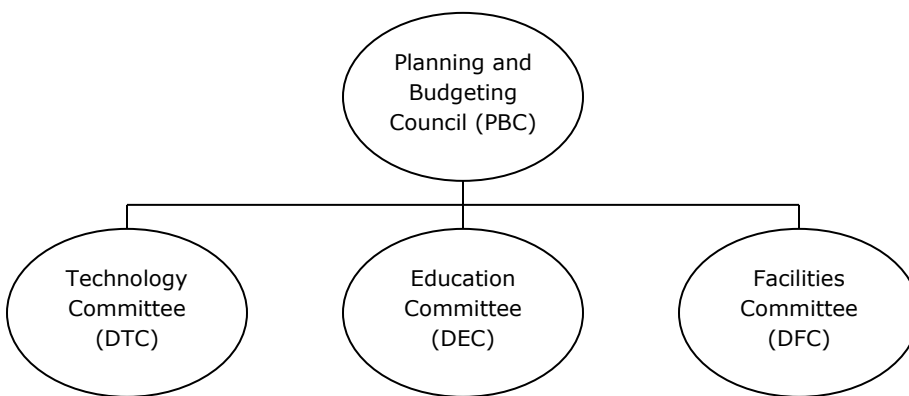 Planning and
Budgeting
Council (PBC)
Technology
Committee
(DTC)
Education
Committee
(DEC)
Facilities
Committee
(DFC)